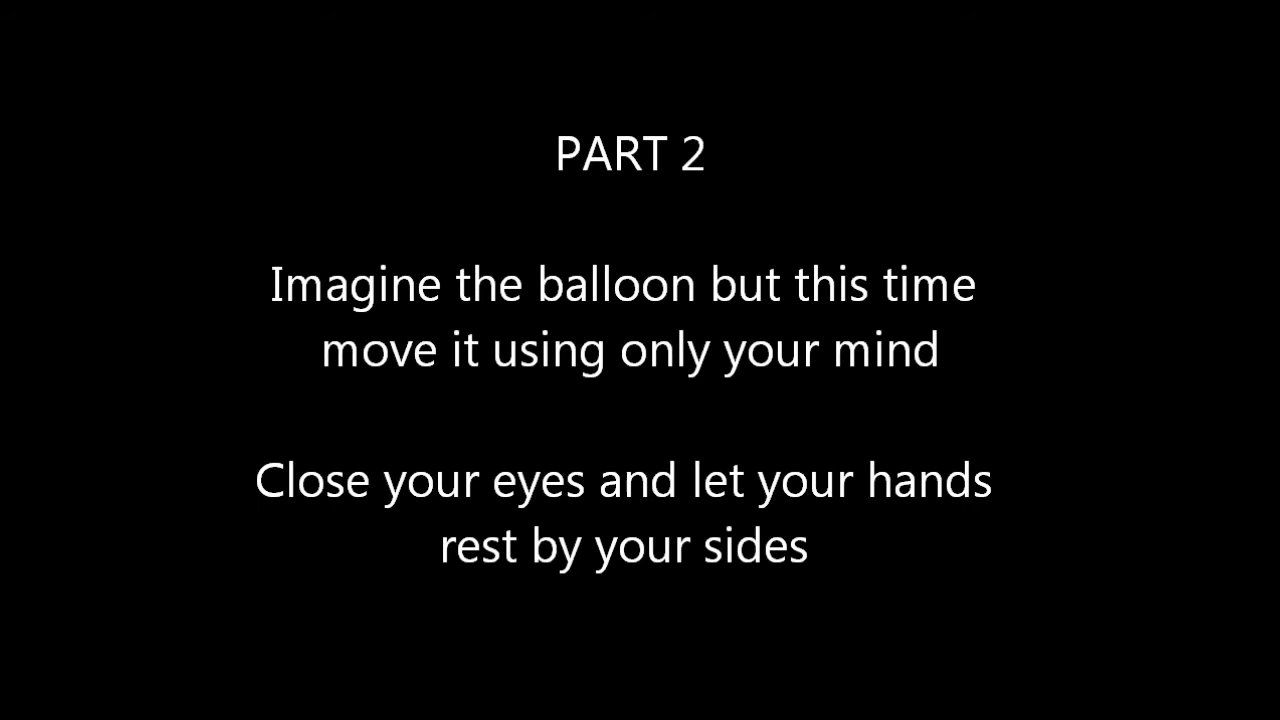 PART 2
Imagine the balloon but this time
move it using only your mind
Close your eyes and let your hands
rest by your sides